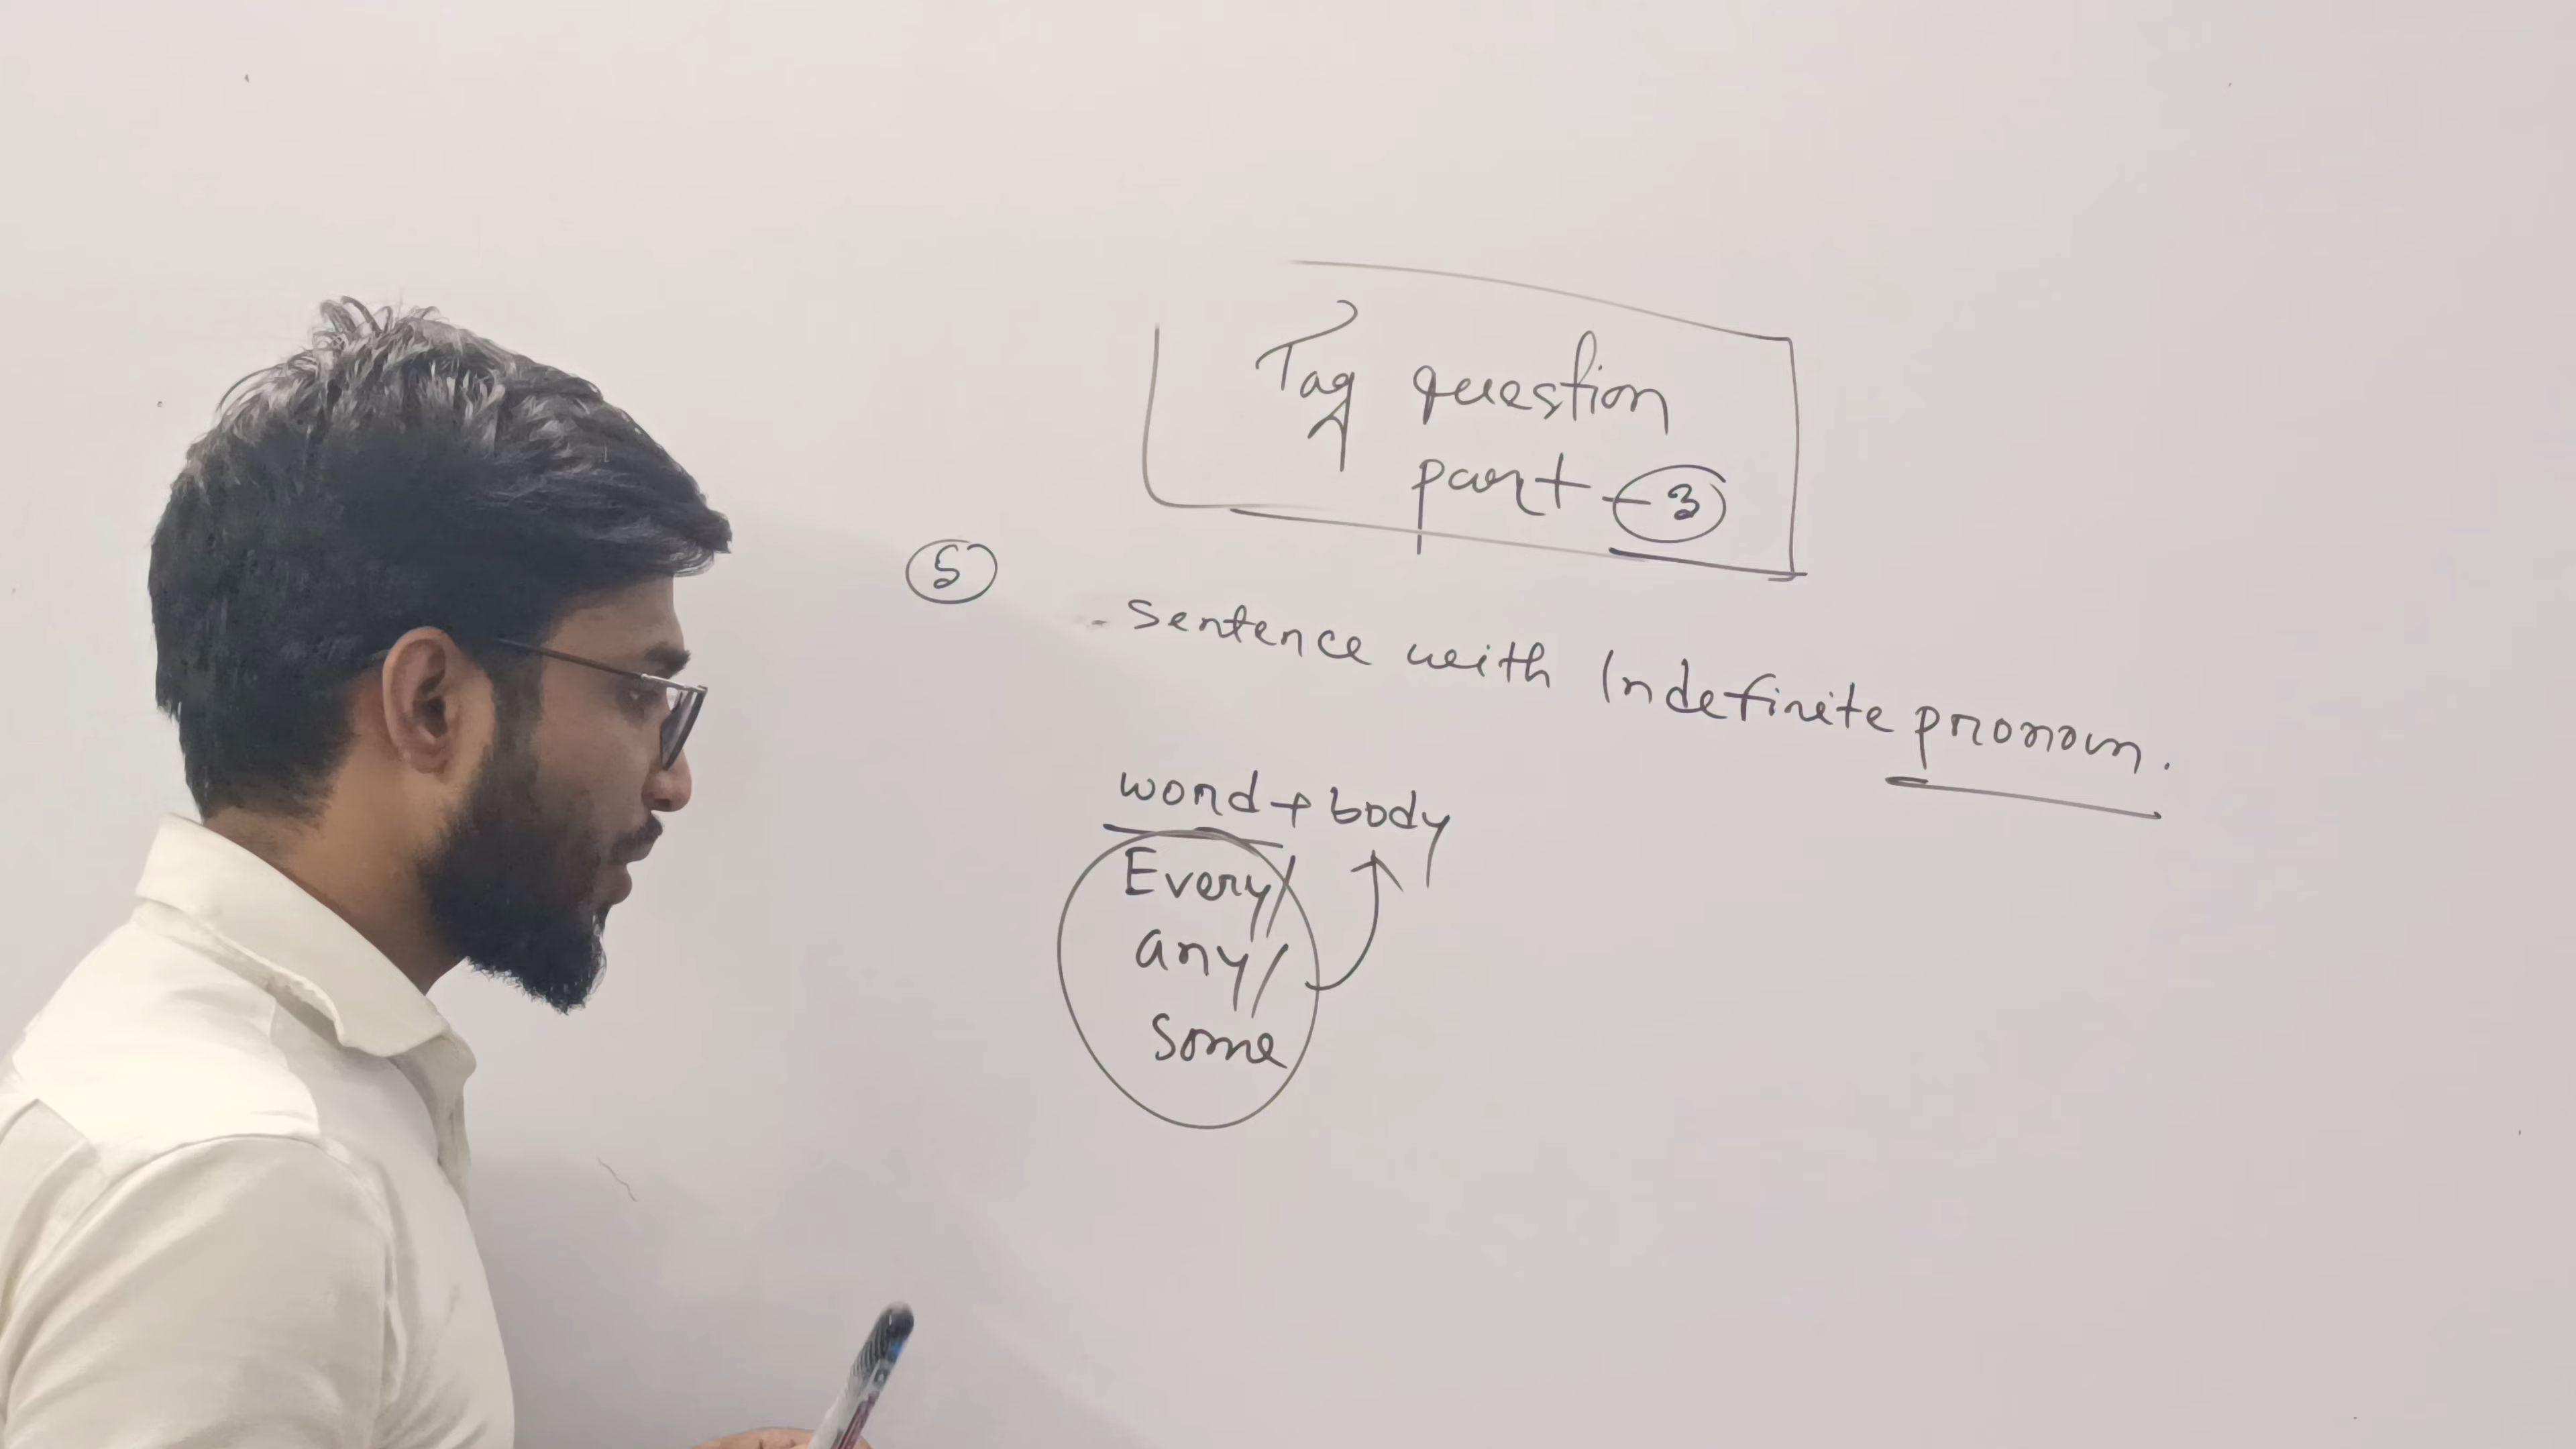 Tag question
part - 3
5
sentence with Indefinite pronoun.
word + body
Every/
any/
Some